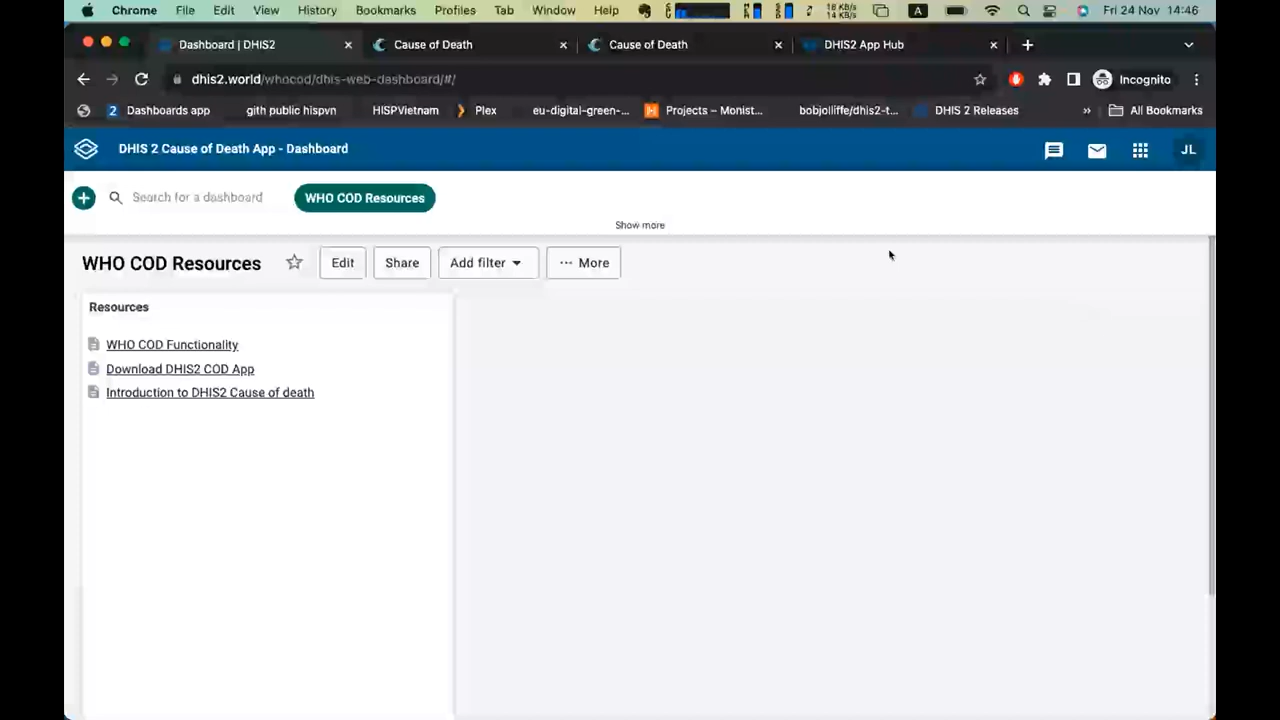 Chrome File Edit View History Bookmarks Profiles Tab Window Help 18 KB/s 14 KB/s A Fri 24 Nov 14:46
Dashboard | DHIS2 Cause of Death Cause of Death DHIS2 App Hub
dhis2.world/whocod/dhis-web-dashboard/#/ Incognito
Dashboards app gith public hispvn HISPVietnam Plex eu-digital-green-... Projects – Monist... bobjolliffe/dhis2-t... DHIS 2 Releases » All Bookmarks
DHIS 2 Cause of Death App - Dashboard JL
Search for a dashboard WHO COD Resources
Show more
WHO COD Resources Edit Share Add filter More
Resources
WHO COD Functionality
Download DHIS2 COD App
Introduction to DHIS2 Cause of death